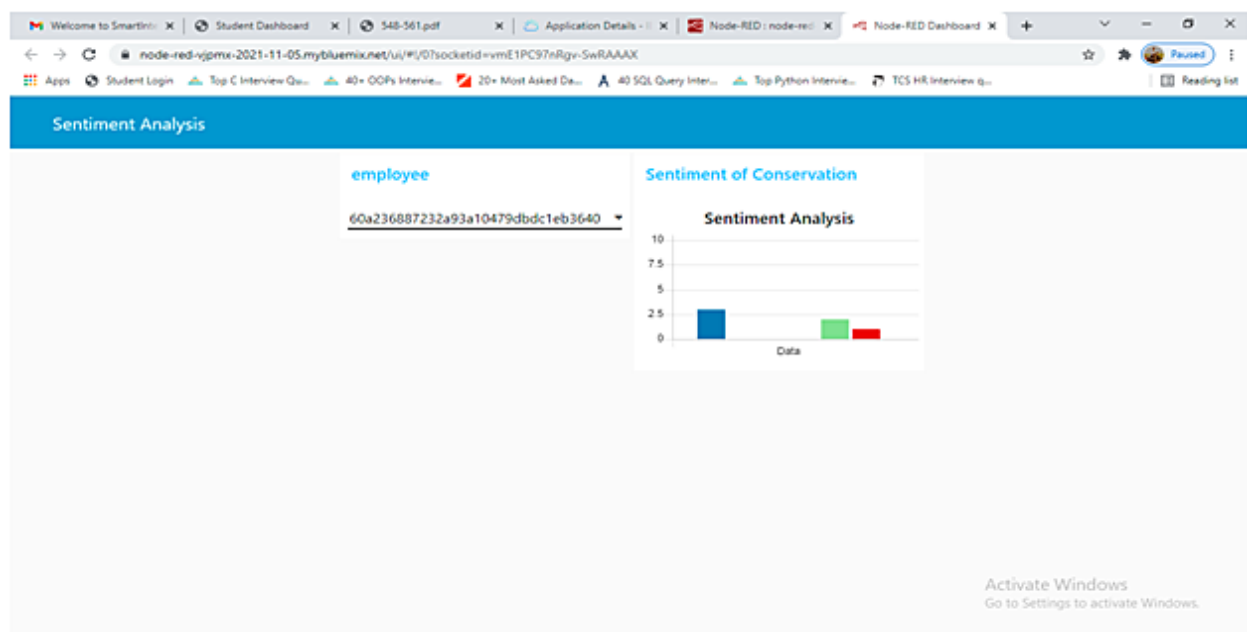 Welcome to SmartInte
Student Dashboard
548-561.pdf
Application Details - I
Node-RED : node-red
Node-RED Dashboard
node-red-vjpmx-2021-11-05.mybluemix.net/ui/#!/0?socketid=vmE1PC97nRgv-SwRAAAX
Paused
Apps
Student Login
Top C Interview Qu...
40+ OOPs Intervie...
20+ Most Asked Da...
40 SQL Query Inter...
Top Python Intervie...
TCS HR Interview q...
Reading list
Sentiment Analysis
employee
60a236887232a93a10479dbdc1eb3640
Sentiment of Conservation
Sentiment Analysis
10
7.5
5
2.5
0
Data
Activate Windows
Go to Settings to activate Windows.